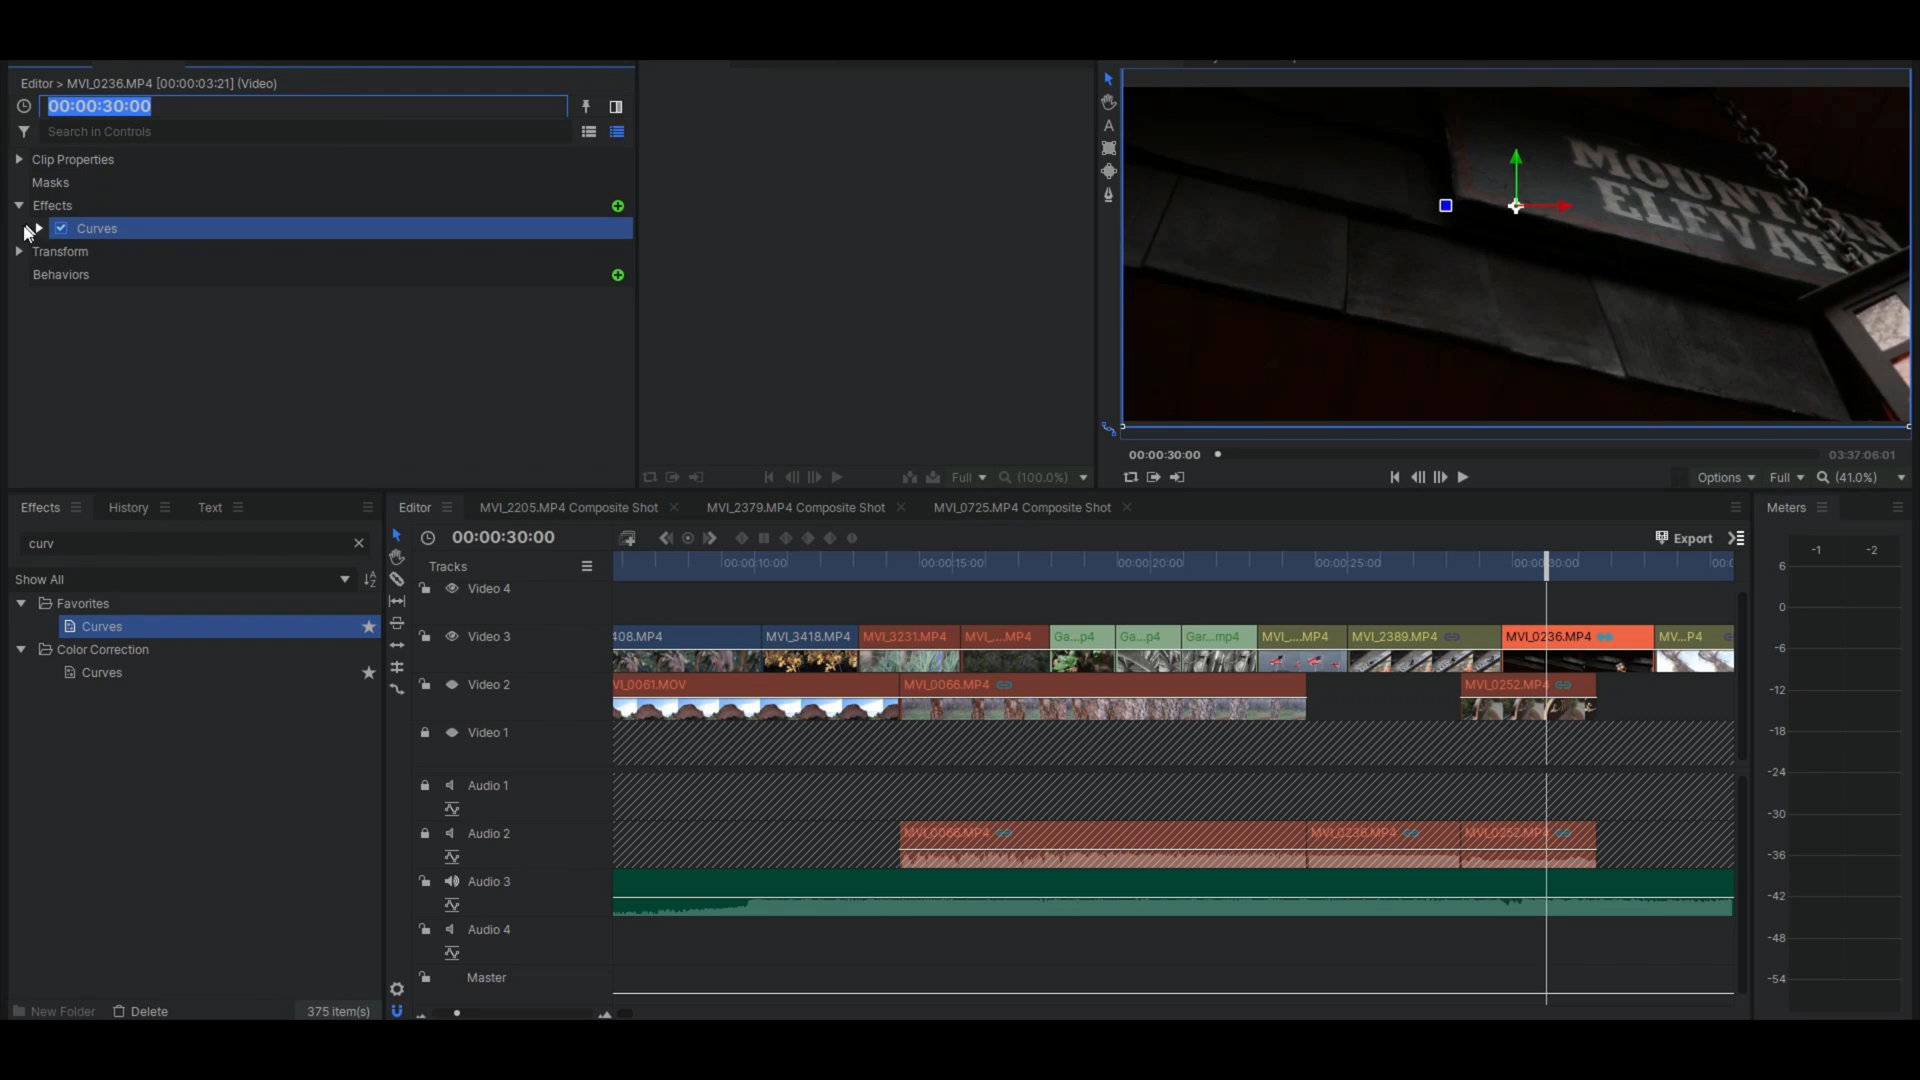 Editor > MVI_0236.MP4 [00:00:03:21] (Video)
00:00:30:00
Search in Controls
Clip Properties
Masks
Effects
Curves
Transform
Behaviors
Full
(100.0%)
A
MOUNTAIN
ELEVAT
00:00:30:00
03:37:06:01
Options
Full
(41.0%)
Effects
History
Text
curv
Show All
Favorites
Curves
Color Correction
Curves
New Folder
Delete
375 item(s)
Editor
MVI_2205.MP4 Composite Shot
MVI_2379.MP4 Composite Shot
MVI_0725.MP4 Composite Shot
00:00:30:00
Export
Tracks
00:00:10:00
00:00:15:00
00:00:20:00
00:00:25:00
00:00:30:00
Video 4
Video 3
408.MP4
MVI_3418.MP4
MVI_3231.MP4
MVI_....MP4
Ga...p4
Ga...p4
Gar...mp4
MVI_....MP4
MVI_2389.MP4
MVI_0236.MP4
MV...P4
Video 2
VI_0061.MOV
MVI_0066.MP4
MVI_0252.MP4
Video 1
Audio 1
Audio 2
MVI_0066.MP4
MVI_0236.MP4
MVI_0252.MP4
Audio 3
Audio 4
Master
Meters
-1
-2
6
0
-6
-12
-18
-24
-30
-36
-42
-48
-54